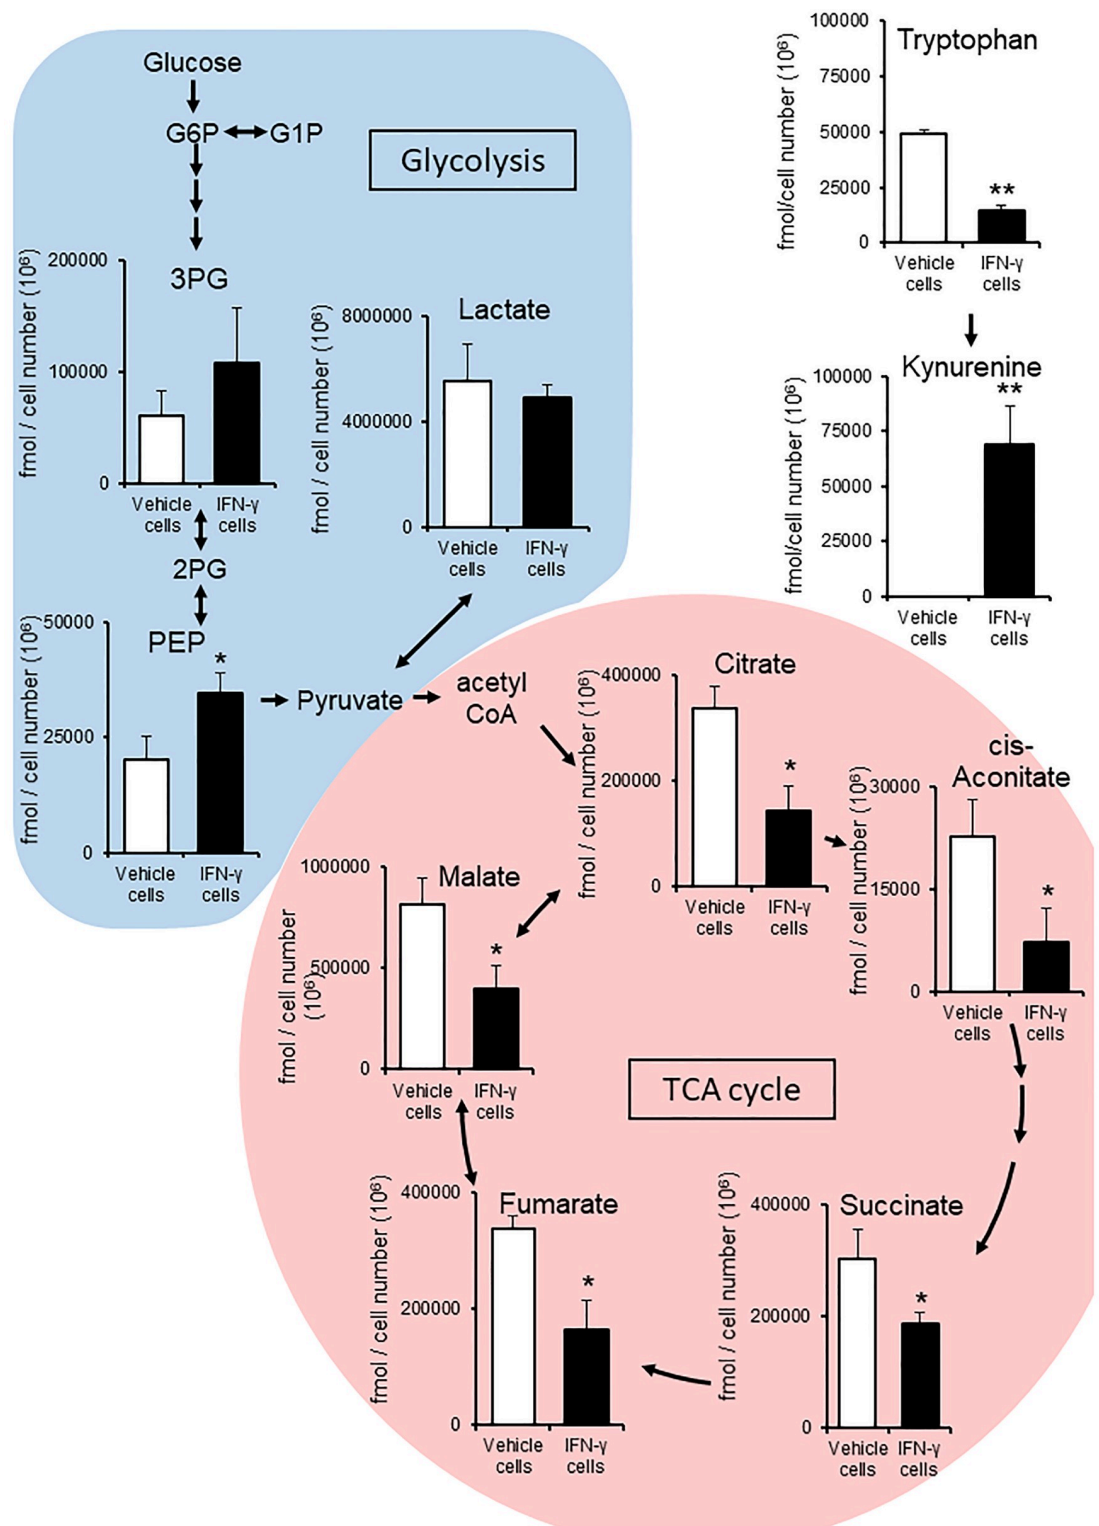 Glucose
G6P
G1P
Glycolysis
fmol / cell number (10⁶)
200000
100000
0
3PG
Vehicle cells
IFN-γ cells
fmol / cell number (10⁶)
8000000
4000000
0
Lactate
Vehicle cells
IFN-γ cells
2PG
fmol / cell number (10⁶)
50000
25000
0
PEP
*
Vehicle cells
IFN-γ cells
Pyruvate
acetyl
CoA
fmol/cell number (10⁶)
100000
75000
50000
25000
0
Tryptophan
**
Vehicle cells
IFN-γ cells
fmol/cell number (10⁶)
100000
75000
50000
25000
0
Kynurenine
**
Vehicle cells
IFN-γ cells
fmol / cell number (10⁶)
400000
200000
0
Citrate
*
Vehicle cells
IFN-γ cells
fmol / cell number (10⁶)
30000
15000
0
cis-
Aconitate
*
Vehicle cells
IFN-γ cells
fmol / cell number
(10⁶)
1000000
500000
0
Malate
*
Vehicle cells
IFN-γ cells
TCA cycle
fmol / cell number (10⁶)
400000
200000
0
Fumarate
*
Vehicle cells
IFN-γ cells
fmol / cell number (10⁶)
400000
200000
0
Succinate
*
Vehicle cells
IFN-γ cells